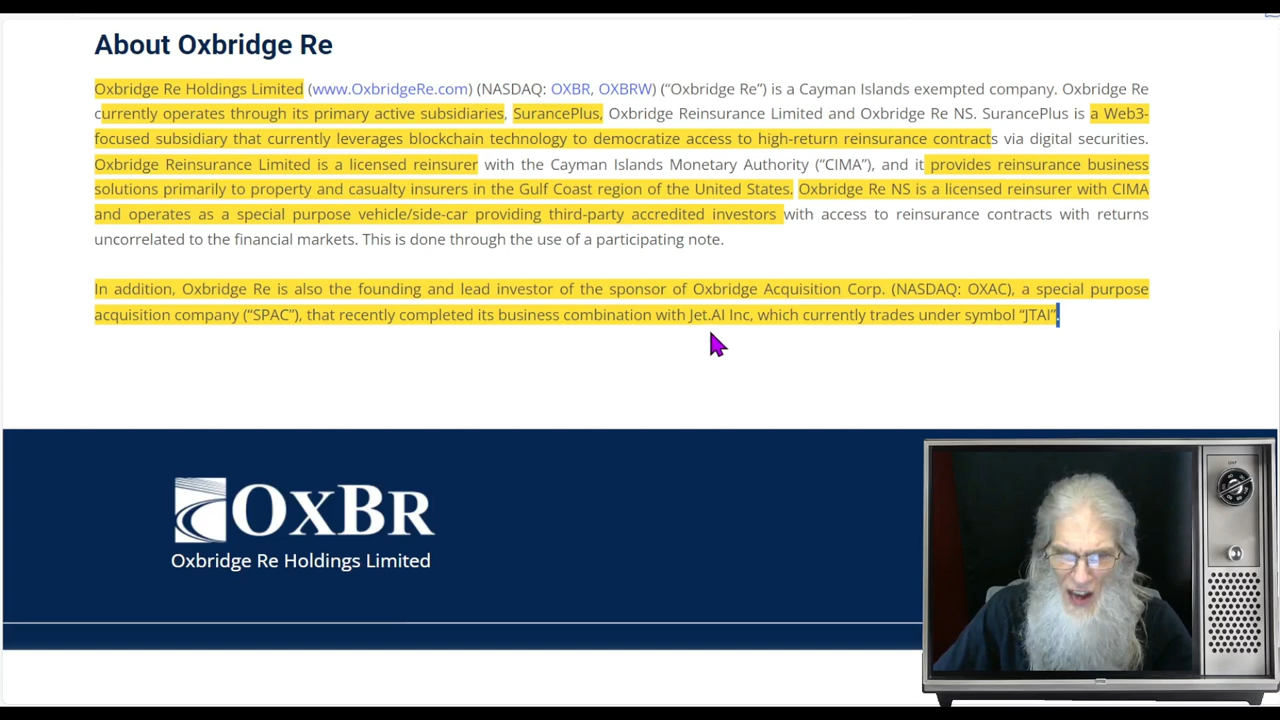 About Oxbridge Re
Oxbridge Re Holdings Limited (www.OxbridgeRe.com) (NASDAQ: OXBR, OXBRW) (“Oxbridge Re”) is a Cayman Islands exempted company. Oxbridge Re
currently operates through its primary active subsidiaries, SurancePlus, Oxbridge Reinsurance Limited and Oxbridge Re NS. SurancePlus is a Web3-
focused subsidiary that currently leverages blockchain technology to democratize access to high-return reinsurance contracts via digital securities.
Oxbridge Reinsurance Limited is a licensed reinsurer with the Cayman Islands Monetary Authority (“CIMA”), and it provides reinsurance business
solutions primarily to property and casualty insurers in the Gulf Coast region of the United States. Oxbridge Re NS is a licensed reinsurer with CIMA
and operates as a special purpose vehicle/side-car providing third-party accredited investors with access to reinsurance contracts with returns
uncorrelated to the financial markets. This is done through the use of a participating note.
In addition, Oxbridge Re is also the founding and lead investor of the sponsor of Oxbridge Acquisition Corp. (NASDAQ: OXAC), a special purpose
acquisition company (“SPAC”), that recently completed its business combination with Jet.AI Inc, which currently trades under symbol “JTAI”.
OXBR
Oxbridge Re Holdings Limited